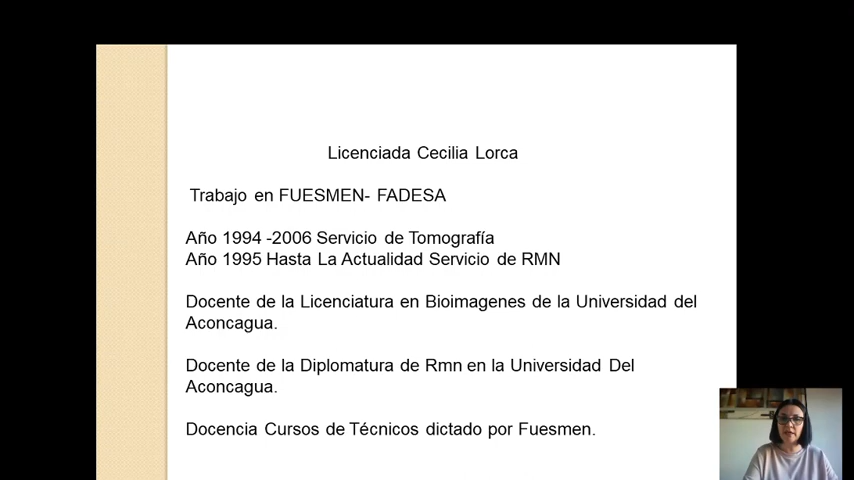 Licenciada Cecilia Lorca
Trabajo en FUESMEN- FADESA
Año 1994 -2006 Servicio de Tomografía
Año 1995 Hasta La Actualidad Servicio de RMN
Docente de la Licenciatura en Bioimagenes de la Universidad del
Aconcagua.
Docente de la Diplomatura de Rmn en la Universidad Del
Aconcagua.
Docencia Cursos de Técnicos dictado por Fuesmen.